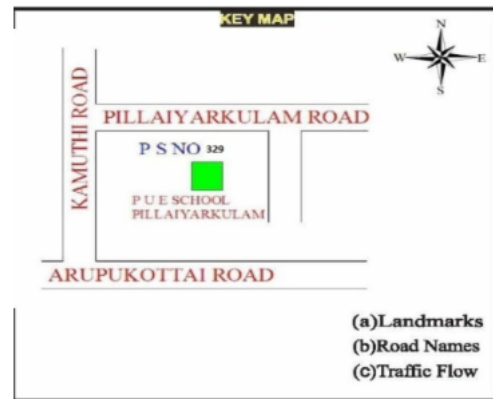 KEY MAP
N
W E
S
KAMUTHI ROAD
PILLAIYARKULAM ROAD
P S NO 329
P U E SCHOOL
PILLAIYARKULAM
ARUPUKOTTAI ROAD
(a)Landmarks
(b)Road Names
(c)Traffic Flow